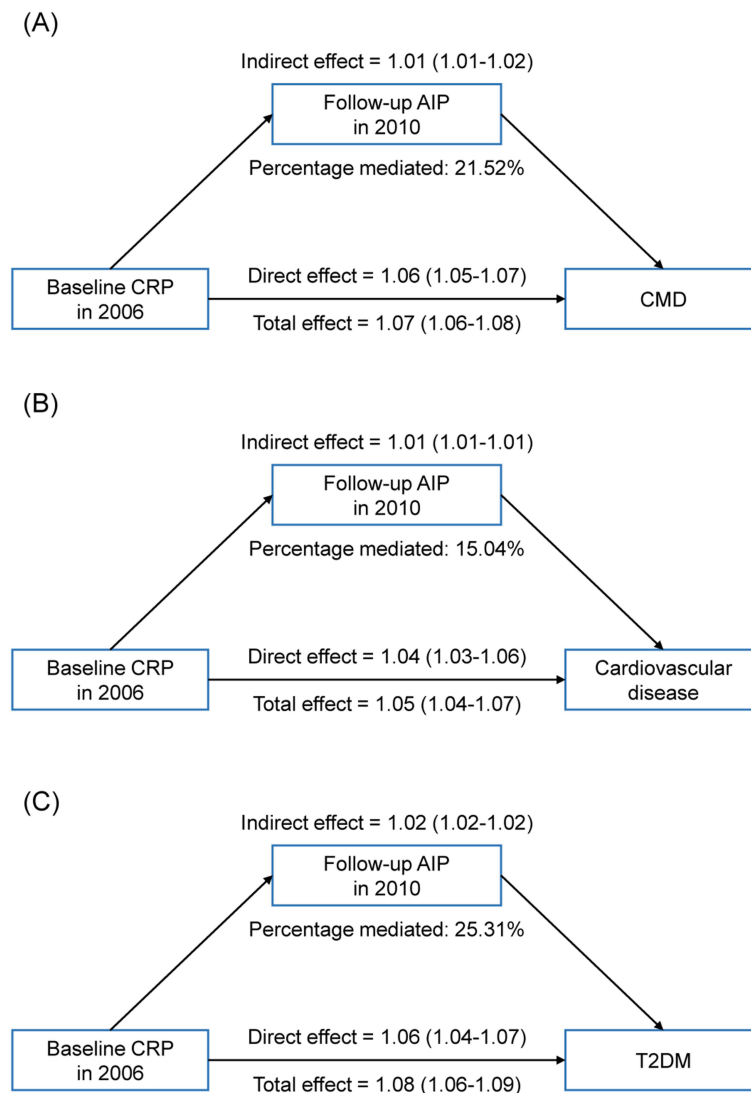 (A)
Indirect effect = 1.01 (1.01-1.02)
Follow-up AIP
in 2010
Percentage mediated: 21.52%
Baseline CRP
in 2006
Direct effect = 1.06 (1.05-1.07)
Total effect = 1.07 (1.06-1.08)
CMD
(B)
Indirect effect = 1.01 (1.01-1.01)
Follow-up AIP
in 2010
Percentage mediated: 15.04%
Baseline CRP
in 2006
Direct effect = 1.04 (1.03-1.06)
Total effect = 1.05 (1.04-1.07)
Cardiovascular
disease
(C)
Indirect effect = 1.02 (1.02-1.02)
Follow-up AIP
in 2010
Percentage mediated: 25.31%
Baseline CRP
in 2006
Direct effect = 1.06 (1.04-1.07)
Total effect = 1.08 (1.06-1.09)
T2DM